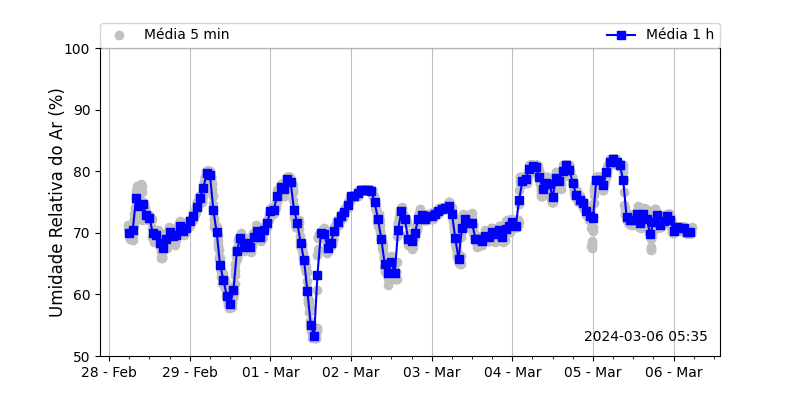 Média 5 min
Média 1 h
Umidade Relativa do Ar (%)
100
90
80
70
60
50
2024-03-06 05:35
28 - Feb
29 - Feb
01 - Mar
02 - Mar
03 - Mar
04 - Mar
05 - Mar
06 - Mar